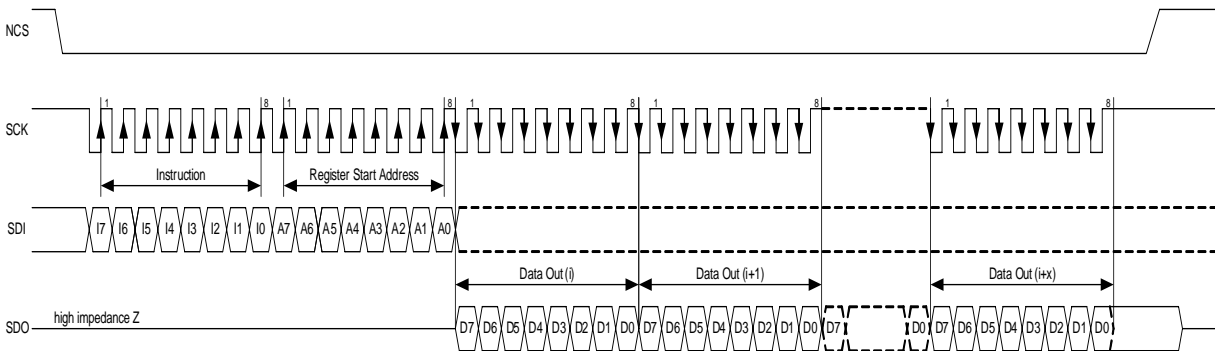 NCS
1 8 1 8 1 8 1 8 1 8
SCK
Instruction Register Start Address
SDI I7 I6 I5 I4 I3 I2 I1 I0 A7 A6 A5 A4 A3 A2 A1 A0
Data Out (i) Data Out (i+1) Data Out (i+x)
high impedance Z
SDO D7 D6 D5 D4 D3 D2 D1 D0 D7 D6 D5 D4 D3 D2 D1 D0 D7 D0 D7 D6 D5 D4 D3 D2 D1 D0